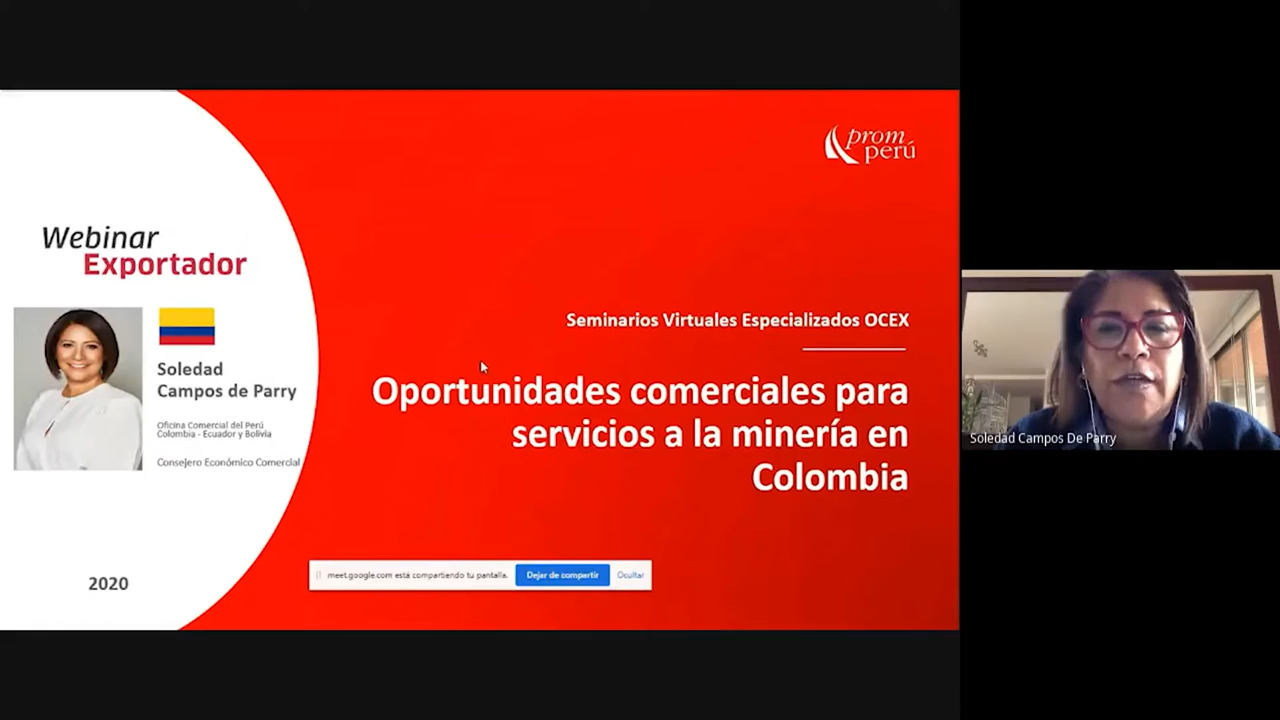 prom
perú
Webinar
Exportador
Soledad
Campos de Parry
Oficina Comercial del Perú
Colombia - Ecuador y Bolivia
Consejero Económico Comercial
2020
Seminarios Virtuales Especializados OCEX
Oportunidades comerciales para
servicios a la minería en
Colombia
meet.google.com está compartiendo tu pantalla.
Dejar de compartir
Ocultar
Soledad Campos De Parry